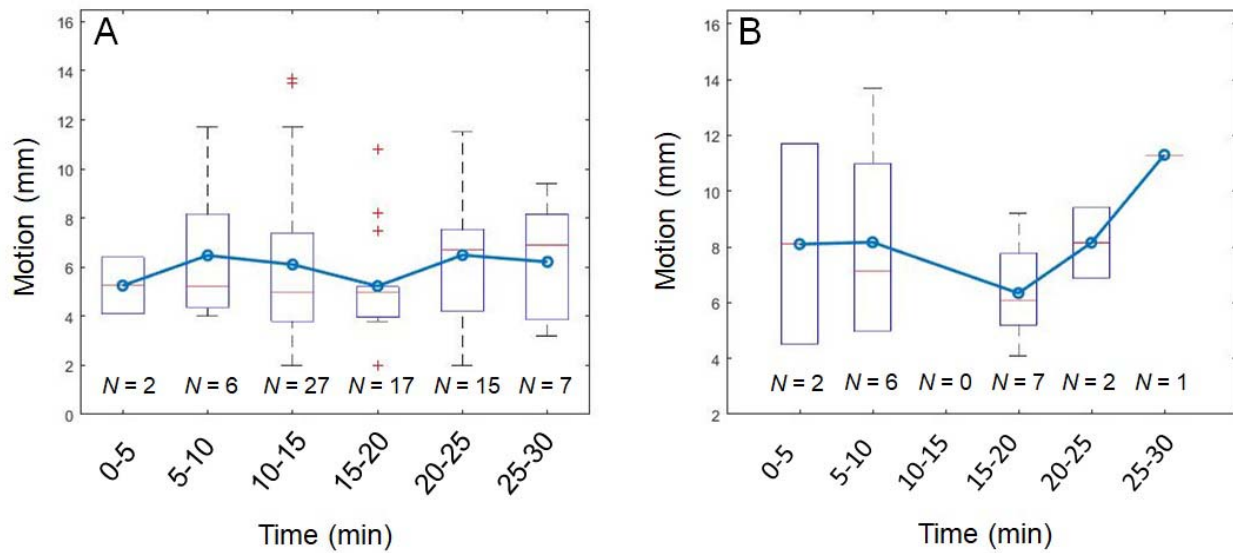 A
Motion (mm)
16
14
12
10
8
6
4
2
0
N = 2 N = 6 N = 27 N = 17 N = 15 N = 7
0-5 5-10 10-15 15-20 20-25 25-30
Time (min)
B
Motion (mm)
16
14
12
10
8
6
4
2
N = 2 N = 6 N = 0 N = 7 N = 2 N = 1
0-5 5-10 10-15 15-20 20-25 25-30
Time (min)